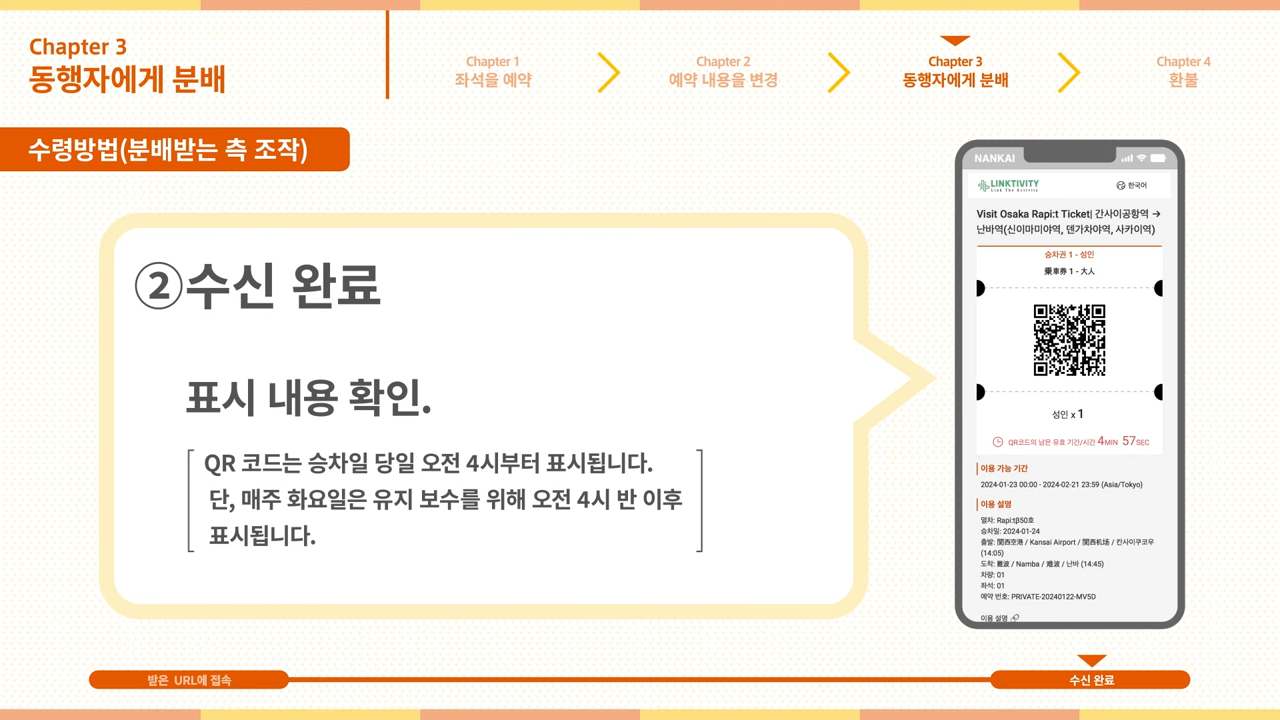 Chapter 3
동행자에게 분배
Chapter 1
좌석을 예약
Chapter 2
예약 내용을 변경
Chapter 3
동행자에게 분배
Chapter 4
환불
수령방법(분배받는 측 조작)
②수신 완료
표시 내용 확인.
QR 코드는 승차일 당일 오전 4시부터 표시됩니다.
단, 매주 화요일은 유지 보수를 위해 오전 4시 반 이후
표시됩니다.
NANKAI
LINKTIVITY
Link The Activity
한국어
Visit Osaka Rapi:t Ticket| 간사이공항역 →
난바역(신이마미야역, 덴가차야역, 사카이역)
승차권 1 - 성인
乗車券 1 - 大人
성인 x 1
QR코드의 남은 유효 기간/시간 4MIN 57SEC
이용 가능 기간
2024-01-23 00:00 - 2024-02-21 23:59 (Asia/Tokyo)
이용 설명
열차: Rapi:tβ50호
승차일: 2024-01-24
출발: 関西空港 / Kansai Airport / 関西机场 / 칸사이쿠코우
(14:05)
도착: 難波 / Namba / 难波 / 난바 (14:45)
차량: 01
좌석: 01
예약 번호: PRIVATE-20240122-MV5D
이용 설명
받은 URL에 접속
수신 완료